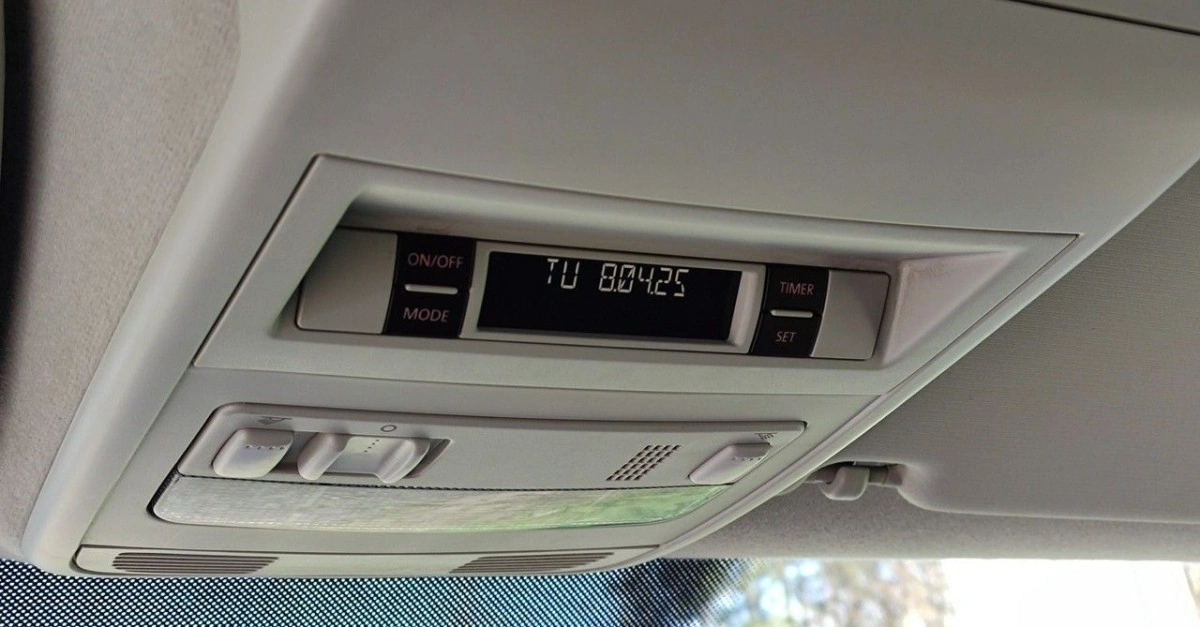 ON/OFF
MODE
TU 8.04.25
TIMER
SET